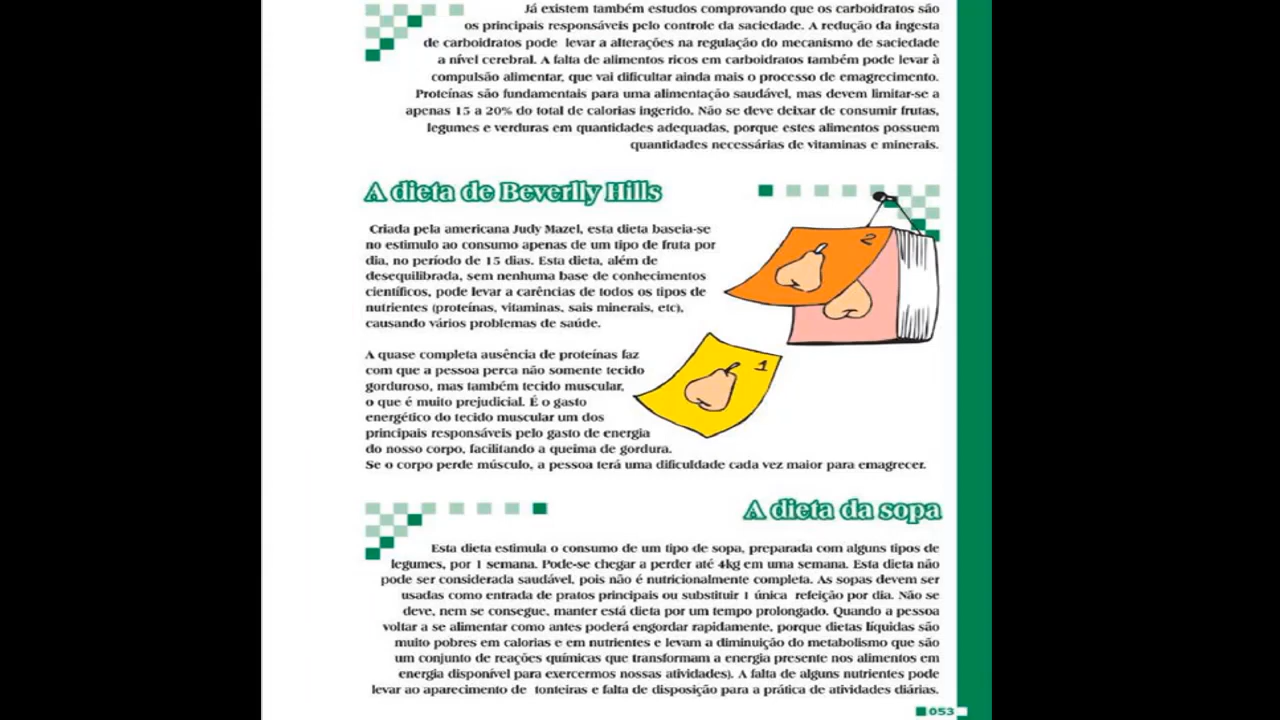 Já existem também estudos comprovando que os carboidratos são
os principais responsáveis pelo controle da saciedade. A redução da ingesta
de carboidratos pode levar a alterações na regulação do mecanismo de saciedade
a nível cerebral. A falta de alimentos ricos em carboidratos também pode levar à
compulsão alimentar, que vai dificultar ainda mais o processo de emagrecimento.
Proteínas são fundamentais para uma alimentação saudável, mas devem limitar-se a
apenas 15 a 20% do total de calorias ingerido. Não se deve deixar de consumir frutas,
legumes e verduras em quantidades adequadas, porque estes alimentos possuem
quantidades necessárias de vitaminas e minerais.
A dieta de Beverlly Hills
Criada pela americana Judy Mazel, esta dieta baseia-se
no estimulo ao consumo apenas de um tipo de fruta por
dia, no período de 15 dias. Esta dieta, além de
desequilibrada, sem nenhuma base de conhecimentos
científicos, pode levar a carências de todos os tipos de
nutrientes (proteínas, vitaminas, sais minerais, etc),
causando vários problemas de saúde.
2
1
A quase completa ausência de proteínas faz
com que a pessoa perca não somente tecido
gorduroso, mas também tecido muscular,
o que é muito prejudicial. É o gasto
energético do tecido muscular um dos
principais responsáveis pelo gasto de energia
do nosso corpo, facilitando a queima de gordura.
Se o corpo perde músculo, a pessoa terá uma dificuldade cada vez maior para emagrecer.
A dieta da sopa
Esta dieta estimula o consumo de um tipo de sopa, preparada com alguns tipos de
legumes, por 1 semana. Pode-se chegar a perder até 4kg em uma semana. Esta dieta não
pode ser considerada saudável, pois não é nutricionalmente completa. As sopas devem ser
usadas como entrada de pratos principais ou substituir 1 única refeição por dia. Não se
deve, nem se consegue, manter está dieta por um tempo prolongado. Quando a pessoa
voltar a se alimentar como antes poderá engordar rapidamente, porque dietas líquidas são
muito pobres em calorias e em nutrientes e levam a diminuição do metabolismo que são
um conjunto de reações químicas que transformam a energia presente nos alimentos em
energia disponível para exercermos nossas atividades). A falta de alguns nutrientes pode
levar ao aparecimento de tonteiras e falta de disposição para a prática de atividades diárias.
053